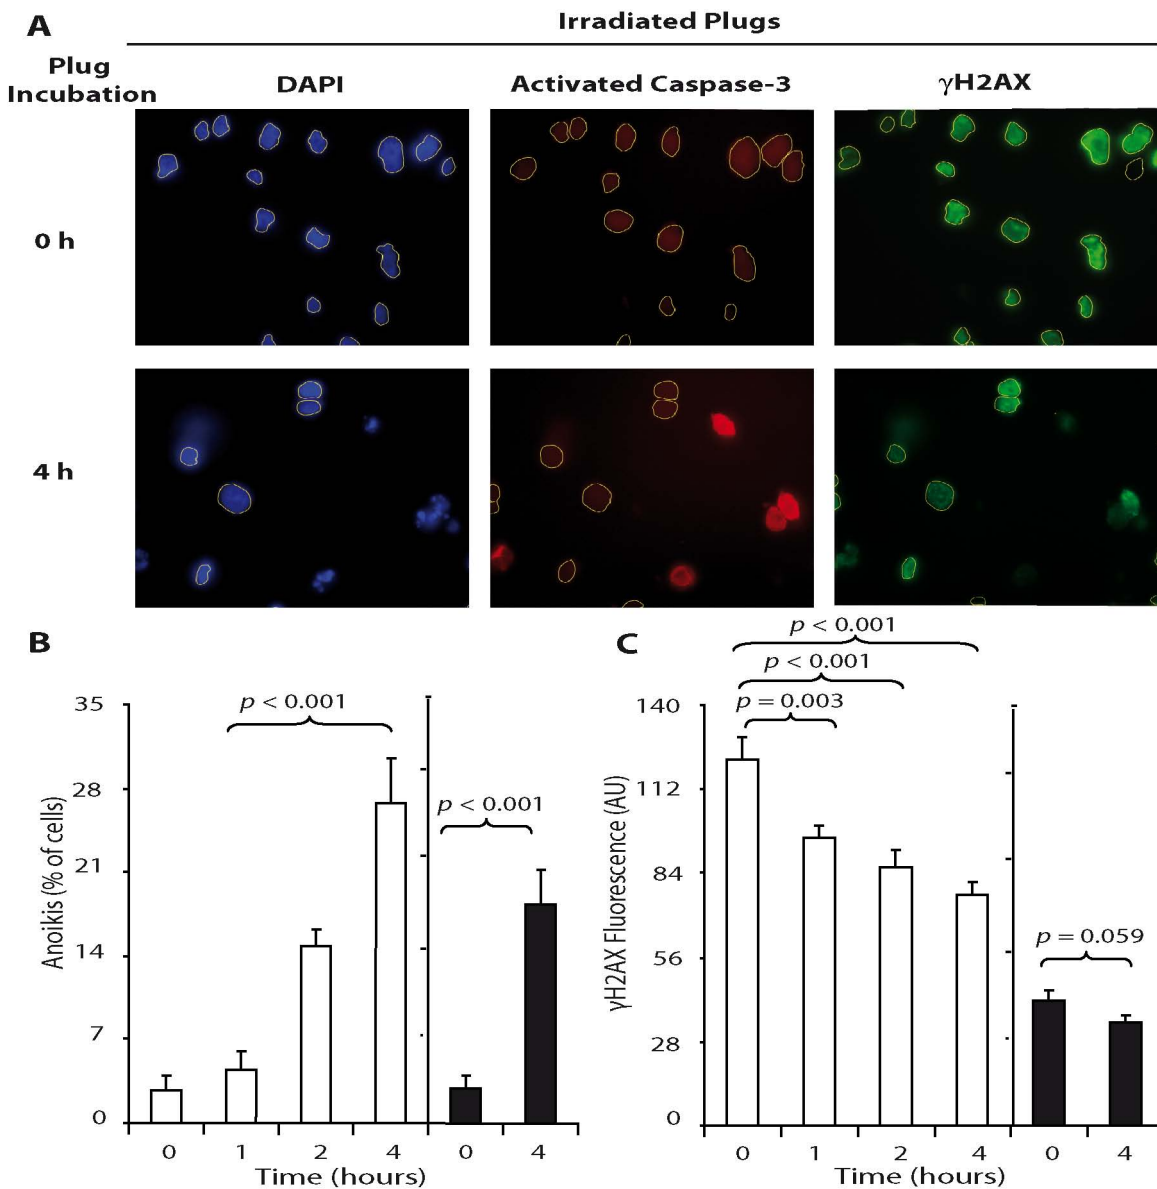 A
Irradiated Plugs
Plug
Incubation
DAPI
Activated Caspase-3
γH2AX
0 h
4 h
B
p < 0.001
p < 0.001
35
28
21
14
7
0
Anoikis (% of cells)
0 1 2 4 0 4
Time (hours)
C
p < 0.001
p < 0.001
p = 0.003
p = 0.059
140
112
84
56
28
0
γH2AX Fluorescence (AU)
0 1 2 4 0 4
Time (hours)